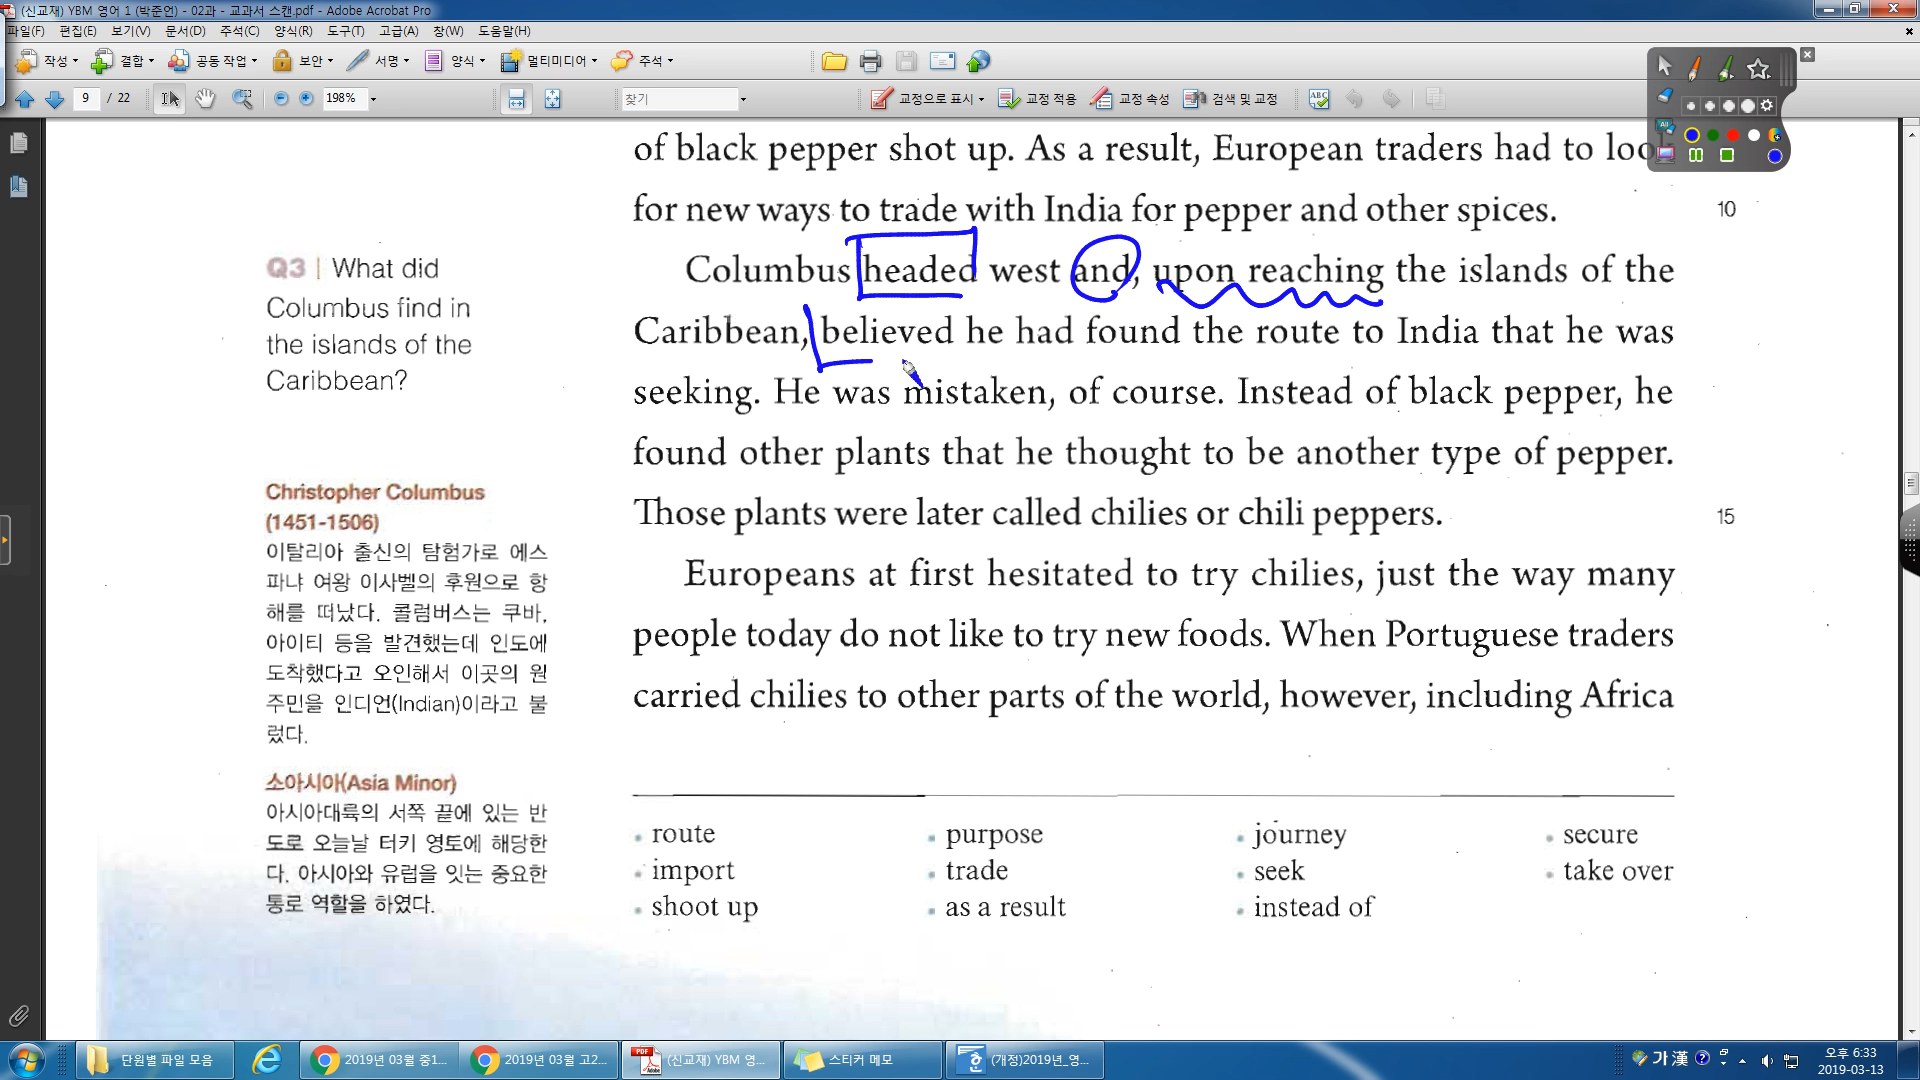 (신교재) YBM 영어 1 (박준언) - 02과 - 교과서 스캔.pdf - Adobe Acrobat Pro
파일(F) 편집(E) 보기(V) 문서(D) 주석(C) 양식(R) 도구(T) 고급(A) 창(W) 도움말(H)
작성 결합 공동 작업 보안 서명 양식 멀티미디어 주석
9 / 22 198% 찾기 교정으로 표시 교정 적용 교정 속성 검색 및 교정
of black pepper shot up. As a result, European traders had to look
for new ways to trade with India for pepper and other spices. 10
Columbus headed west and, upon reaching the islands of the
Caribbean, believed he had found the route to India that he was
seeking. He was mistaken, of course. Instead of black pepper, he
found other plants that he thought to be another type of pepper.
Those plants were later called chilies or chili peppers. 15
Europeans at first hesitated to try chilies, just the way many
people today do not like to try new foods. When Portuguese traders
carried chilies to other parts of the world, however, including Africa
Q3 | What did
Columbus find in
the islands of the
Caribbean?
Christopher Columbus
(1451-1506)
이탈리아 출신의 탐험가로 에스
파냐 여왕 이사벨의 후원으로 항
해를 떠났다. 콜럼버스는 쿠바,
아이티 등을 발견했는데 인도에
도착했다고 오인해서 이곳의 원
주민을 인디언(Indian)이라고 불
렀다.
소아시아(Asia Minor)
아시아대륙의 서쪽 끝에 있는 반
도로 오늘날 터키 영토에 해당한
다. 아시아와 유럽을 잇는 중요한
통로 역할을 하였다.
route purpose journey secure
import trade seek take over
shoot up as a result instead of
단원별 파일 모음 2019년 03월 중1... 2019년 03월 고2... (신교재) YBM 영... 스티커 메모 (개정)2019년_영...
가 漢 오후 6:33
2019-03-13